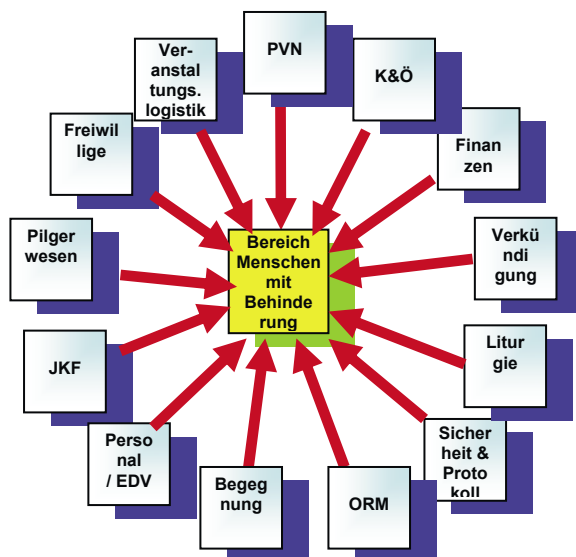 Ver-
anstal
tungs.
logistik
PVN
K&Ö
Freiwil
lige
Finan
zen
Pilger
wesen
Bereich
Menschen
mit
Behinde
rung
Verkü
ndi
gung
JKF
Litur
gie
Perso
nal
/ EDV
Begeg
nung
ORM
Sicher
heit &
Proto
koll